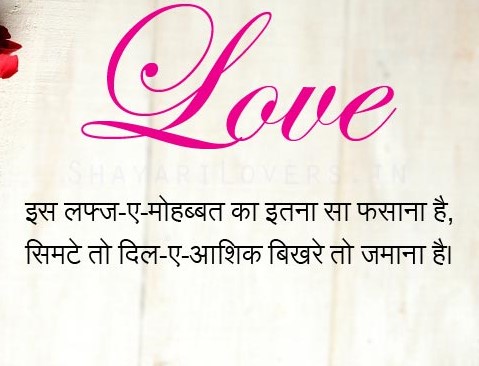 Love
SHAYARILOVERS.IN
इस लफ्ज-ए-मोहब्बत का इतना सा फसाना है,
सिमटे तो दिल-ए-आशिक बिखरे तो जमाना है।